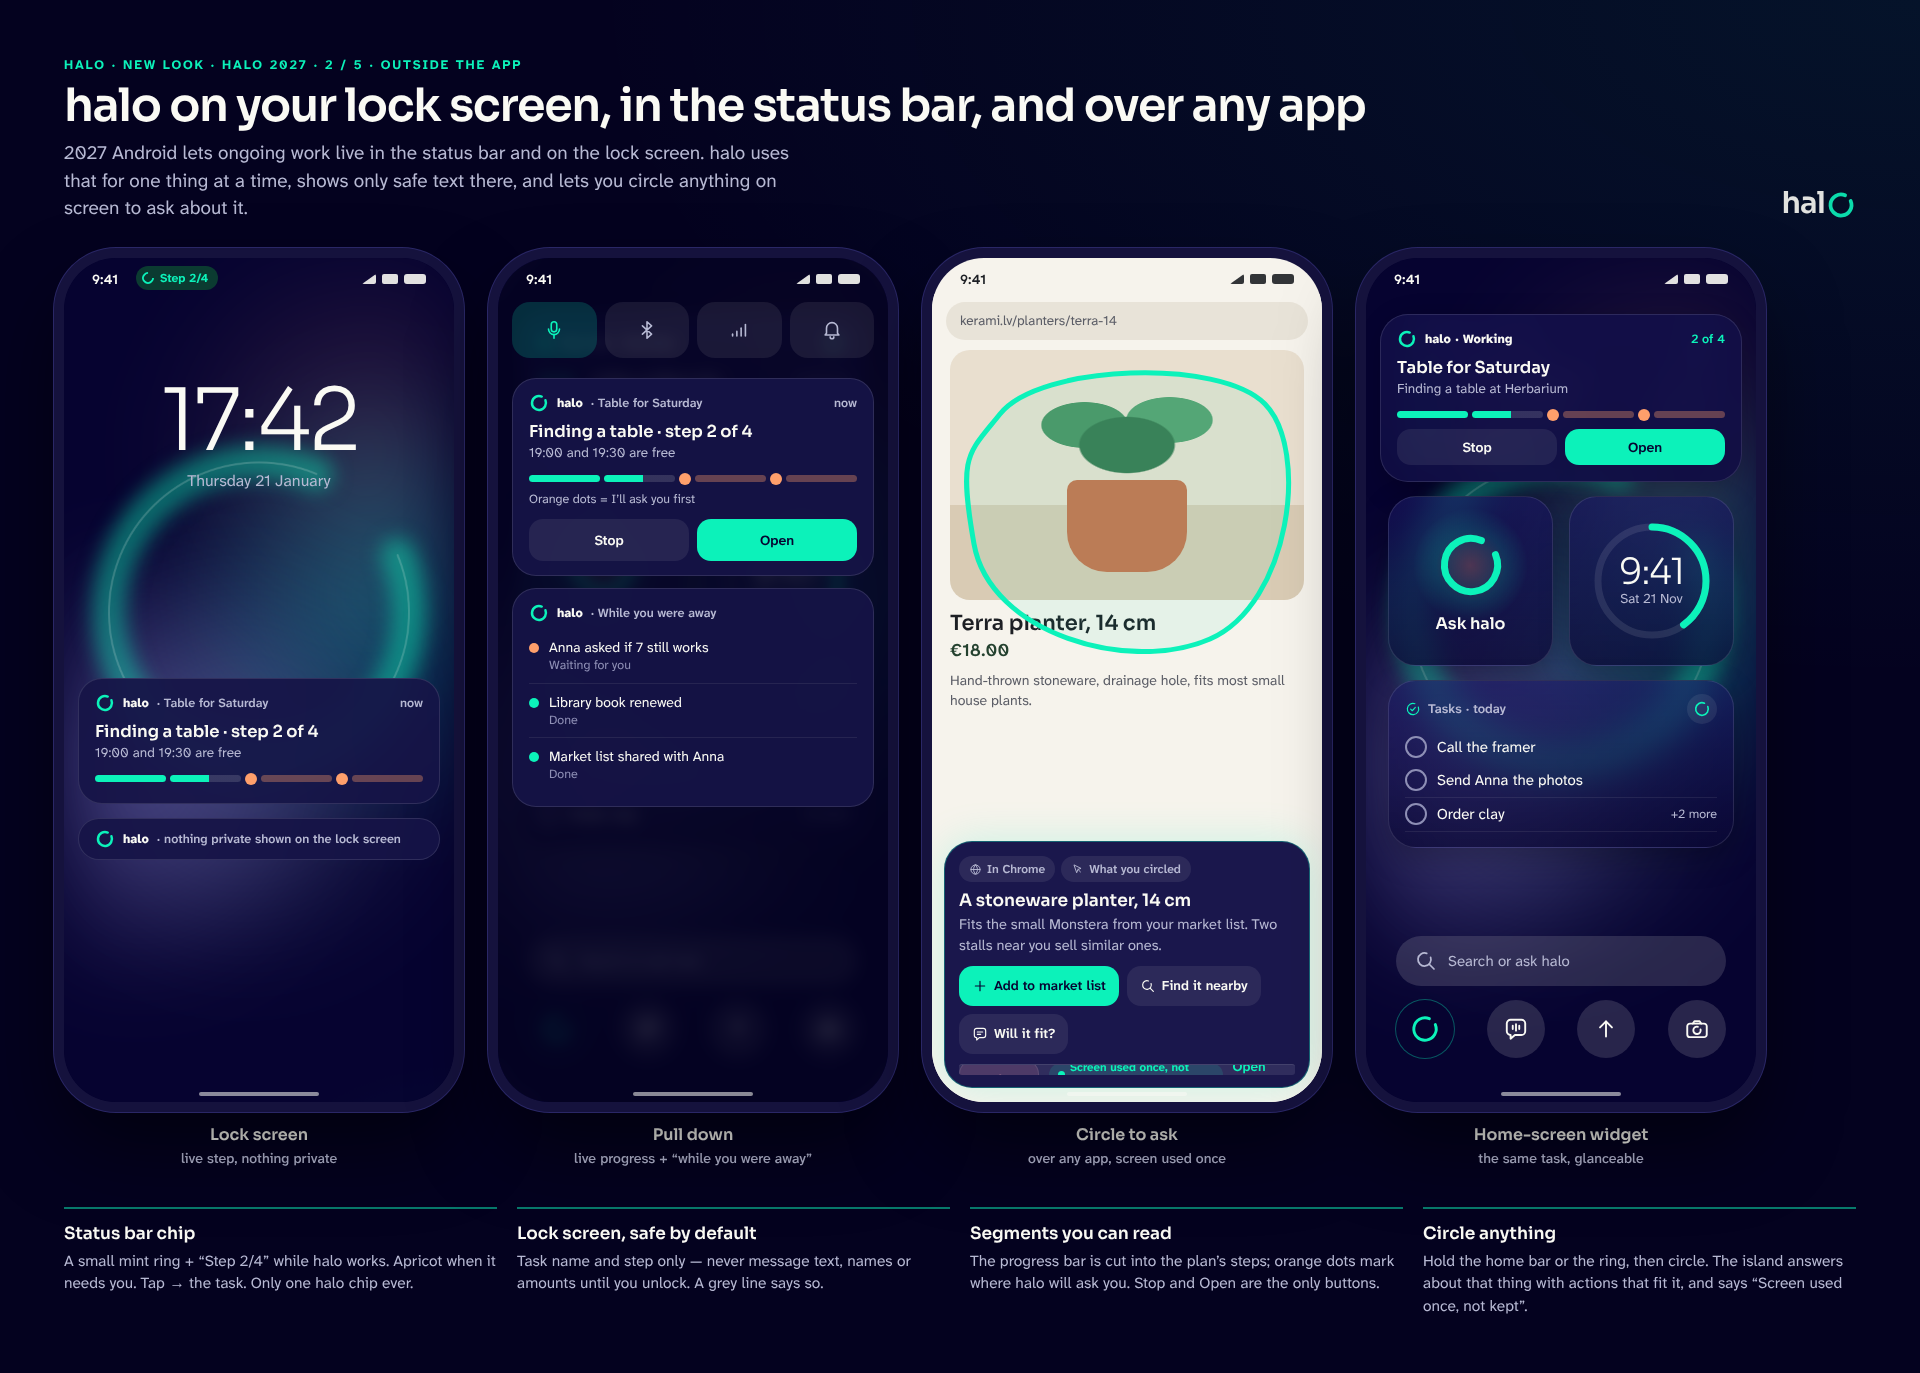 HALO · NEW LOOK · HALO 2027 · 2 / 5 · OUTSIDE THE APP
halo on your lock screen, in the status bar, and over any app
2027 Android lets ongoing work live in the status bar and on the lock screen. halo uses
that for one thing at a time, shows only safe text there, and lets you circle anything on
screen to ask about it.
halo
9:41
Step 2/4
17:42
Thursday 21 January
halo · Table for Saturday
now
Finding a table · step 2 of 4
19:00 and 19:30 are free
halo · nothing private shown on the lock screen
Lock screen
live step, nothing private
9:41
halo · Table for Saturday
now
Finding a table · step 2 of 4
19:00 and 19:30 are free
Orange dots = I'll ask you first
Stop
Open
halo · While you were away
Anna asked if 7 still works
Waiting for you
Library book renewed
Done
Market list shared with Anna
Done
Pull down
live progress + “while you were away”
9:41
kerami.lv/planters/terra-14
Terra planter, 14 cm
€18.00
Hand-thrown stoneware, drainage hole, fits most small
house plants.
In Chrome
What you circled
A stoneware planter, 14 cm
Fits the small Monstera from your market list. Two
stalls near you sell similar ones.
Add to market list
Find it nearby
Will it fit?
Screen used once, not
Open
Circle to ask
over any app, screen used once
9:41
halo · Working
2 of 4
Table for Saturday
Finding a table at Herbarium
Stop
Open
Ask halo
9:41
Sat 21 Nov
Tasks · today
Call the framer
Send Anna the photos
Order clay
+2 more
Search or ask halo
Home-screen widget
the same task, glanceable
Status bar chip
A small mint ring + “Step 2/4” while halo works. Apricot when it
needs you. Tap → the task. Only one halo chip ever.
Lock screen, safe by default
Task name and step only — never message text, names or
amounts until you unlock. A grey line says so.
Segments you can read
The progress bar is cut into the plan's steps; orange dots mark
where halo will ask you. Stop and Open are the only buttons.
Circle anything
Hold the home bar or the ring, then circle. The island answers
about that thing with actions that fit it, and says “Screen used
once, not kept”.